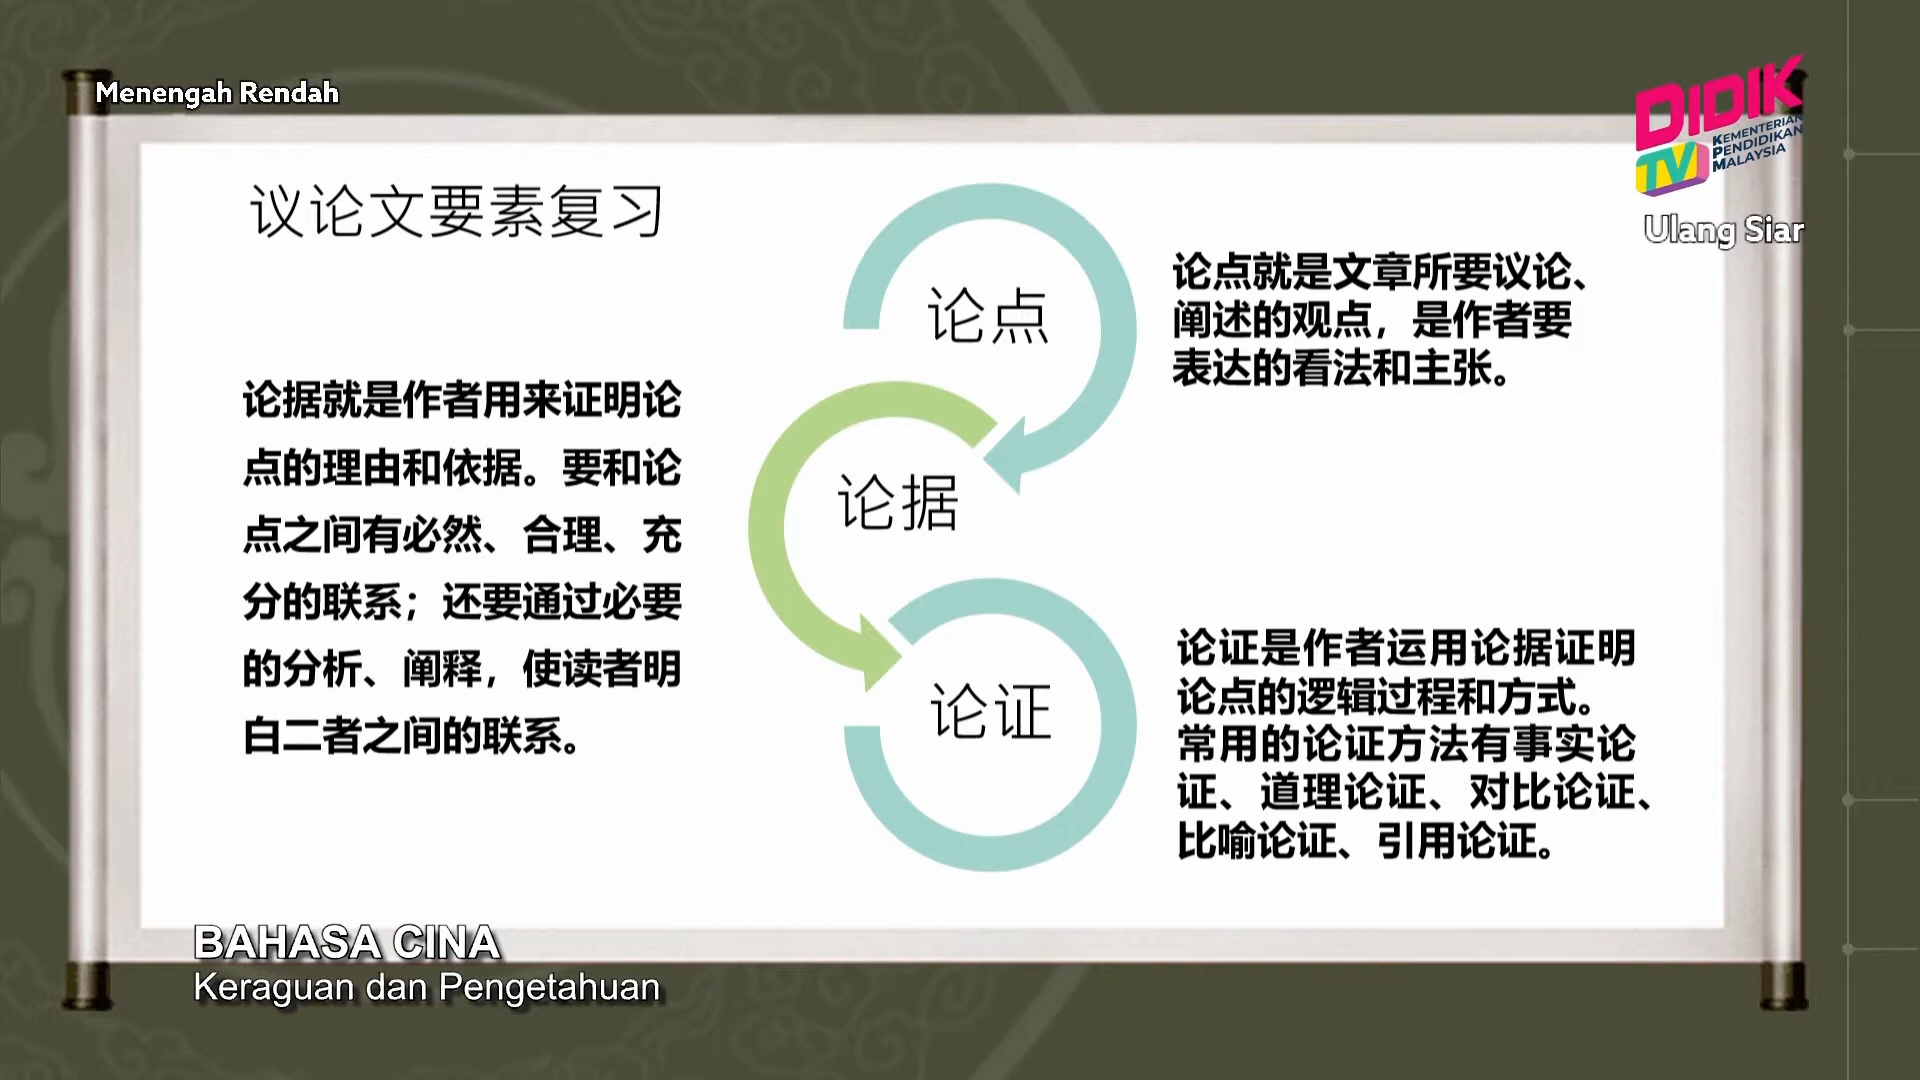 Menengah Rendah
DIDIK
TV
KEMENTERIAN
PENDIDIKAN
MALAYSIA
Ulang Siar
议论文要素复习
论点
论点就是文章所要议论、
阐述的观点，是作者要
表达的看法和主张。
论据
论据就是作者用来证明论
点的理由和依据。要和论
点之间有必然、合理、充
分的联系；还要通过必要
的分析、阐释，使读者明
白二者之间的联系。
论证
论证是作者运用论据证明
论点的逻辑过程和方式。
常用的论证方法有事实论
证、道理论证、对比论证、
比喻论证、引用论证。
BAHASA CINA
Keraguan dan Pengetahuan